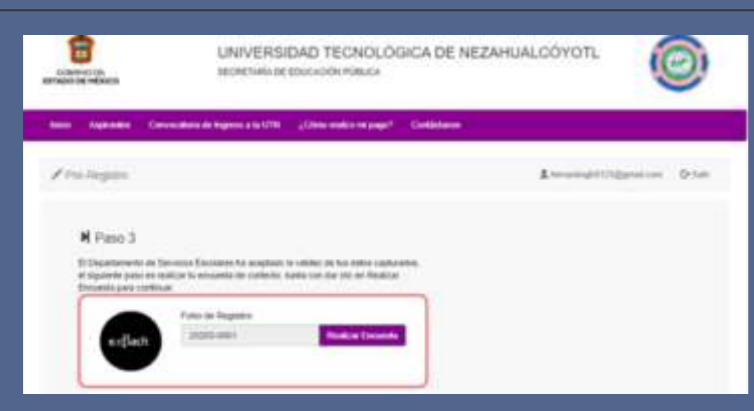 GOBIERNO DEL
ESTADO DE MÉXICO
UNIVERSIDAD TECNOLÓGICA DE NEZAHUALCÓYOTL
SECRETARÍA DE EDUCACIÓN PÚBLICA
Inicio Aspirantes Convocatoria de Ingreso a la UTN ¿Cómo realizo mi pago? Contáctanos
Pre-Registro
@gmail.com Salir
Paso 3
El Departamento de Servicios Escolares ha aceptado la validez de tus datos capturados,
el siguiente paso es realizar tu encuesta de contexto, basta con dar clic en Realizar
Encuesta para continuar.
Folio de Registro
Realizar Encuesta